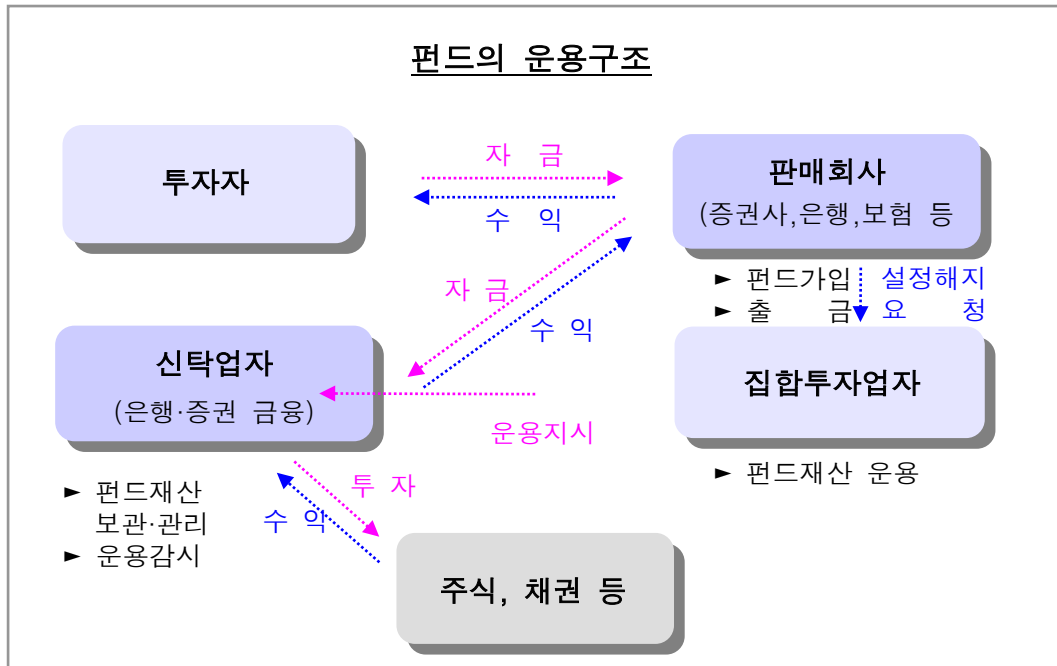 펀드의 운용구조
투자자
자 금
수 익
판매회사
(증권사,은행,보험 등
► 펀드가입
► 출 금
설정해지
요 청
자 금
수 익
신탁업자
(은행·증권 금융)
운용지시
집합투자업자
► 펀드재산
보관·관리
► 운용감시
► 펀드재산 운용
투 자
수 익
주식, 채권 등